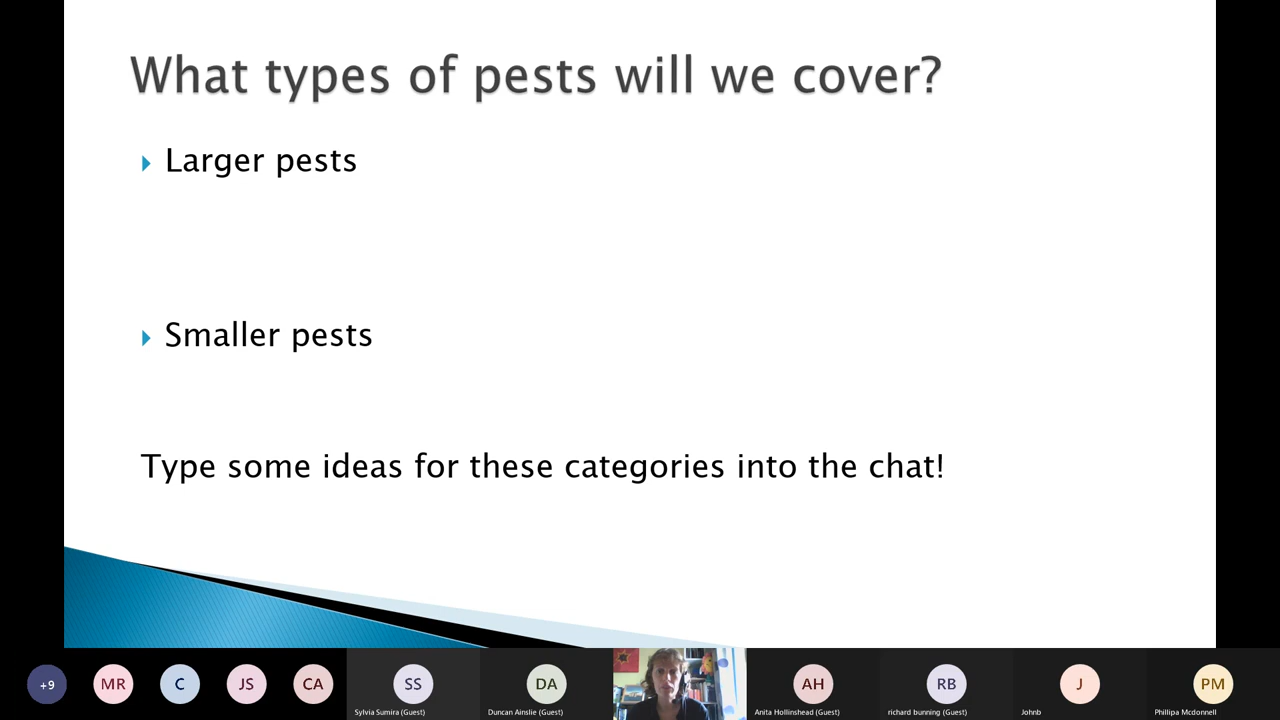 What types of pests will we cover?
Larger pests
Smaller pests
Type some ideas for these categories into the chat!
+9
MR
C
JS
CA
SS
DA
AH
RB
J
PM
Sylvia Sumira (Guest)
Duncan Ainslie (Guest)
Anita Hollinshead (Guest)
richard bunning (Guest)
Johnb
Phillipa Mcdonnell